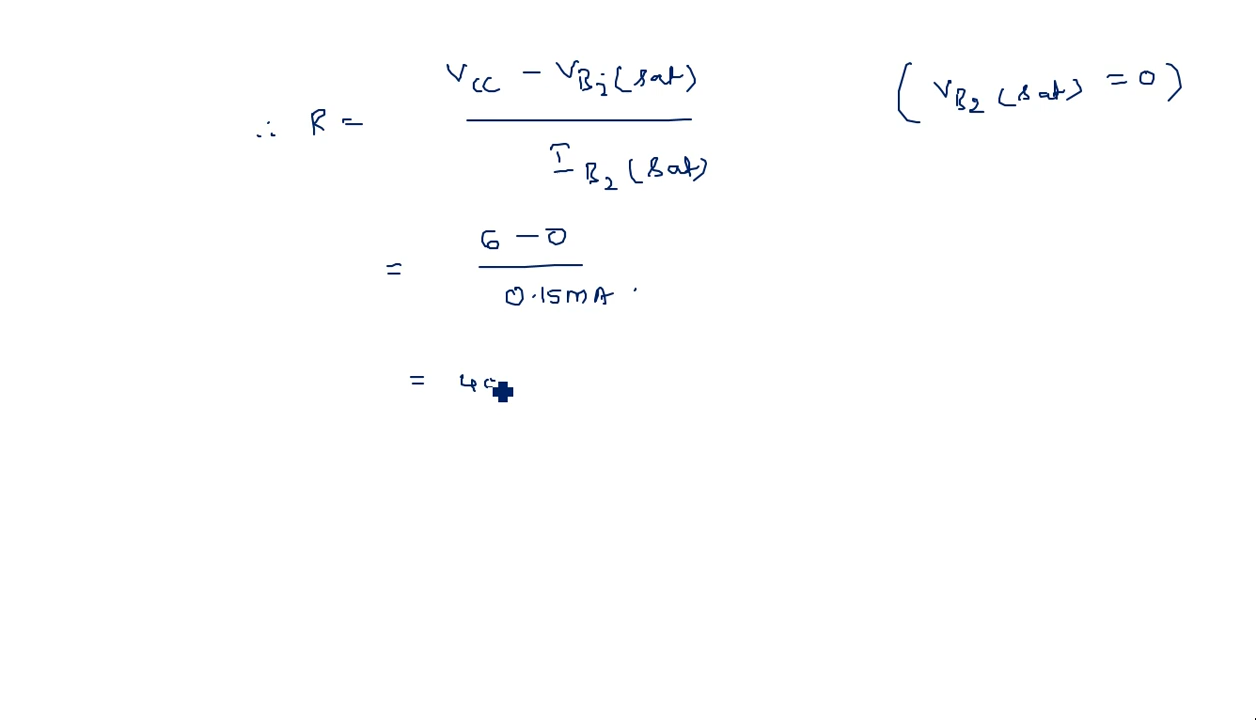 ∴ R = (V_CC − V_B2(sat)) / I_B2(sat) (V_B2(sat) = 0)
= (6 − 0) / 0.15mA.
= 4